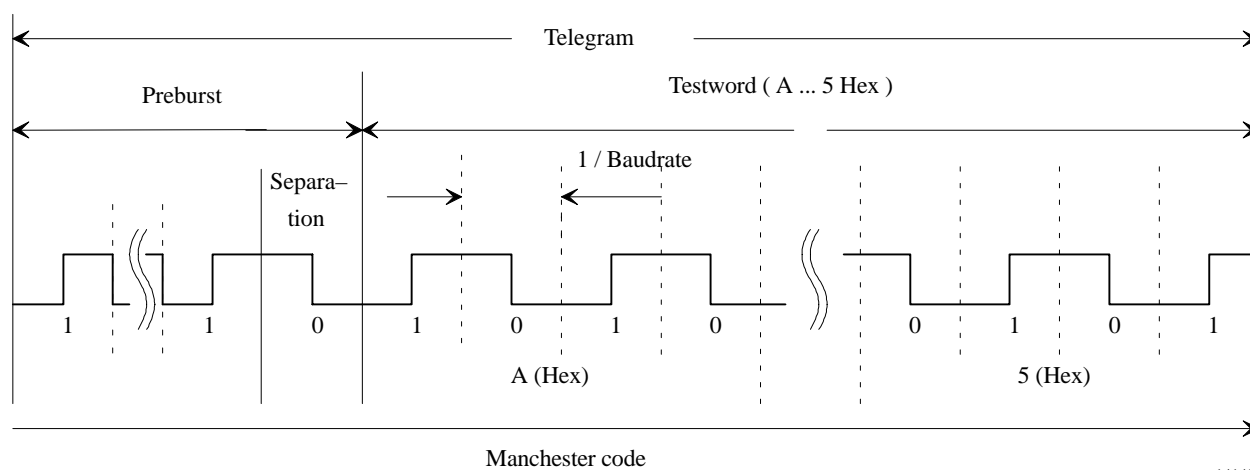 Telegram
Testword ( A ... 5 Hex )
Preburst
1 / Baudrate
Separa–
tion
1 1 0 1 0 1 0 0 1 0 1
A (Hex) 5 (Hex)
Manchester code